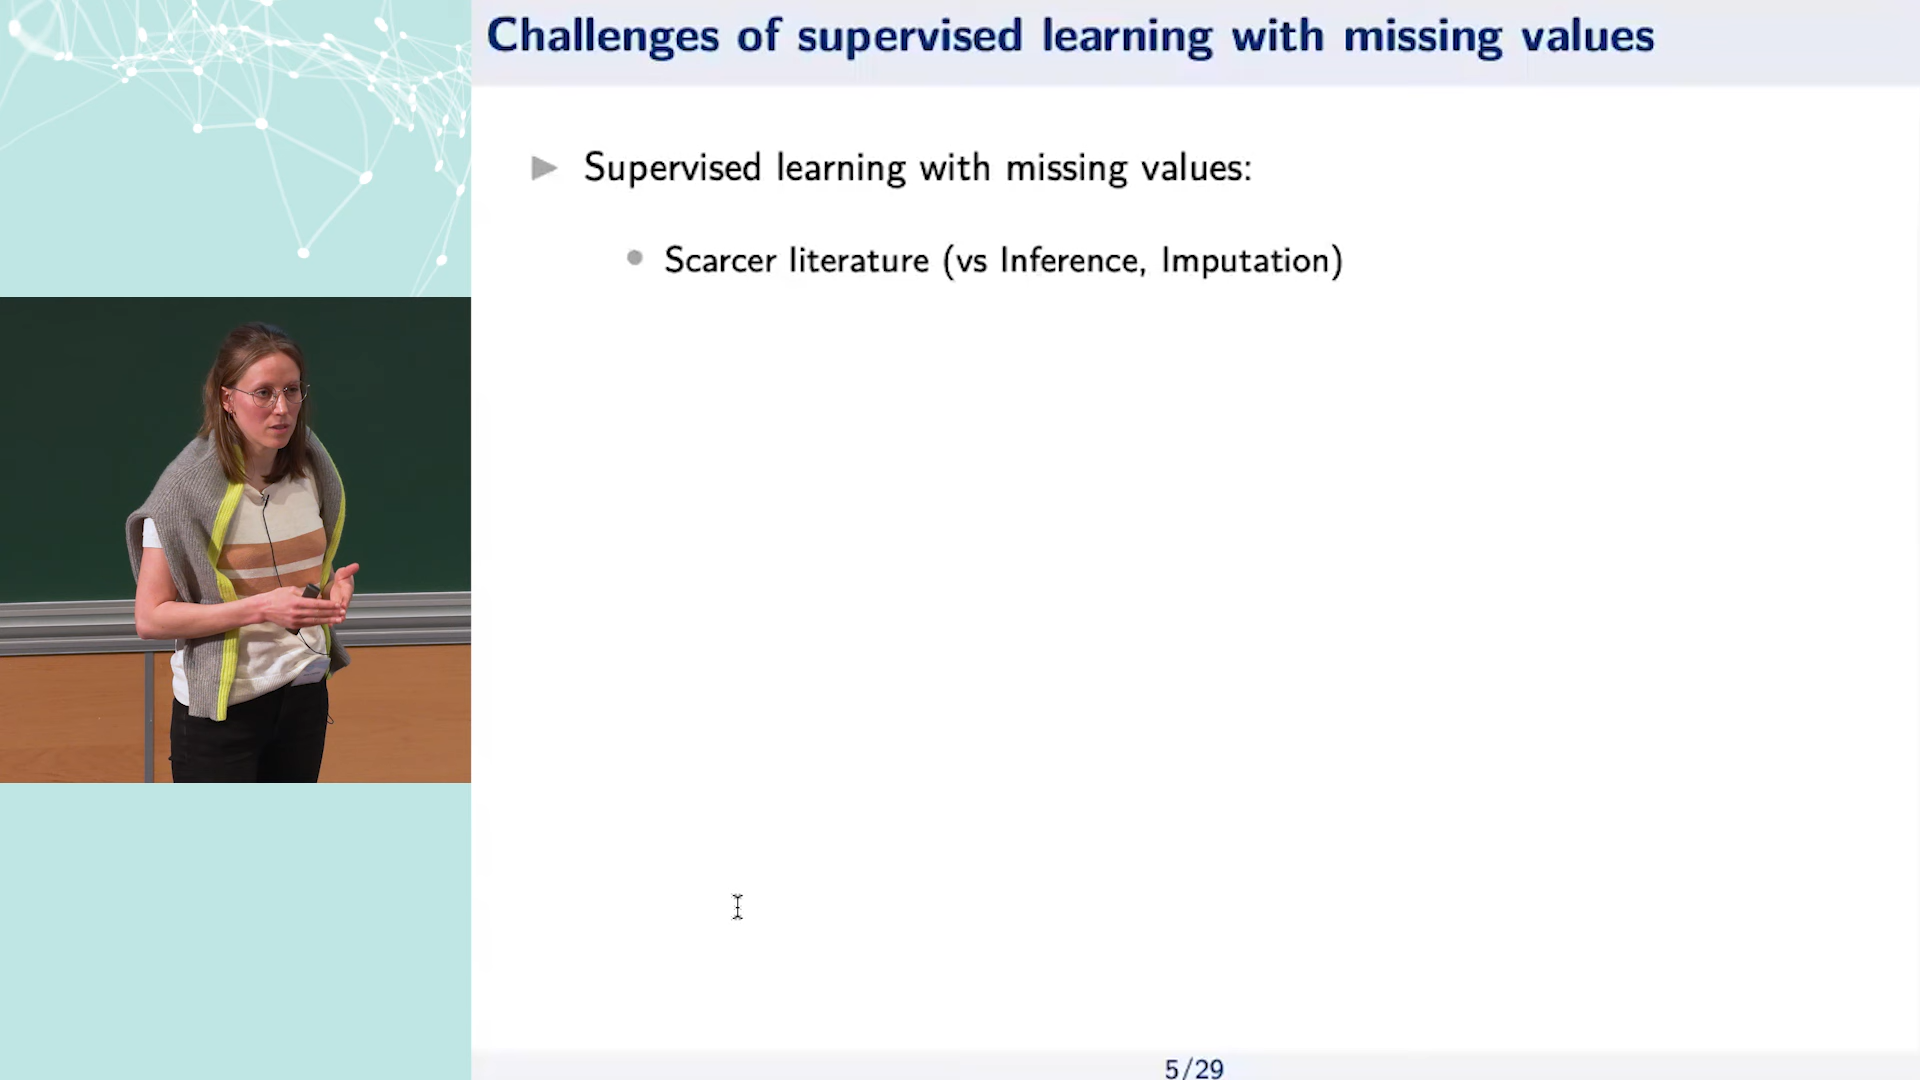 Challenges of supervised learning with missing values
Supervised learning with missing values:
Scarcer literature (vs Inference, Imputation)
5/29